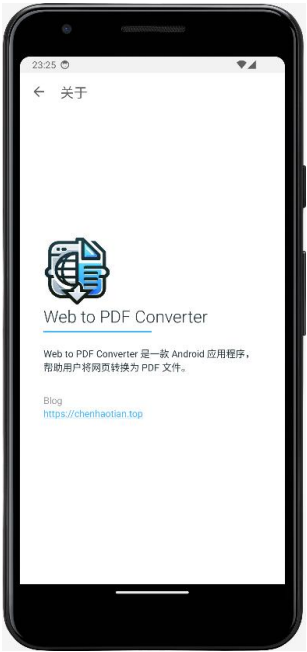 23:25
关于
Web to PDF Converter
Web to PDF Converter 是一款 Android 应用程序，
帮助用户将网页转换为 PDF 文件。
Blog
https://chenhaotian.top